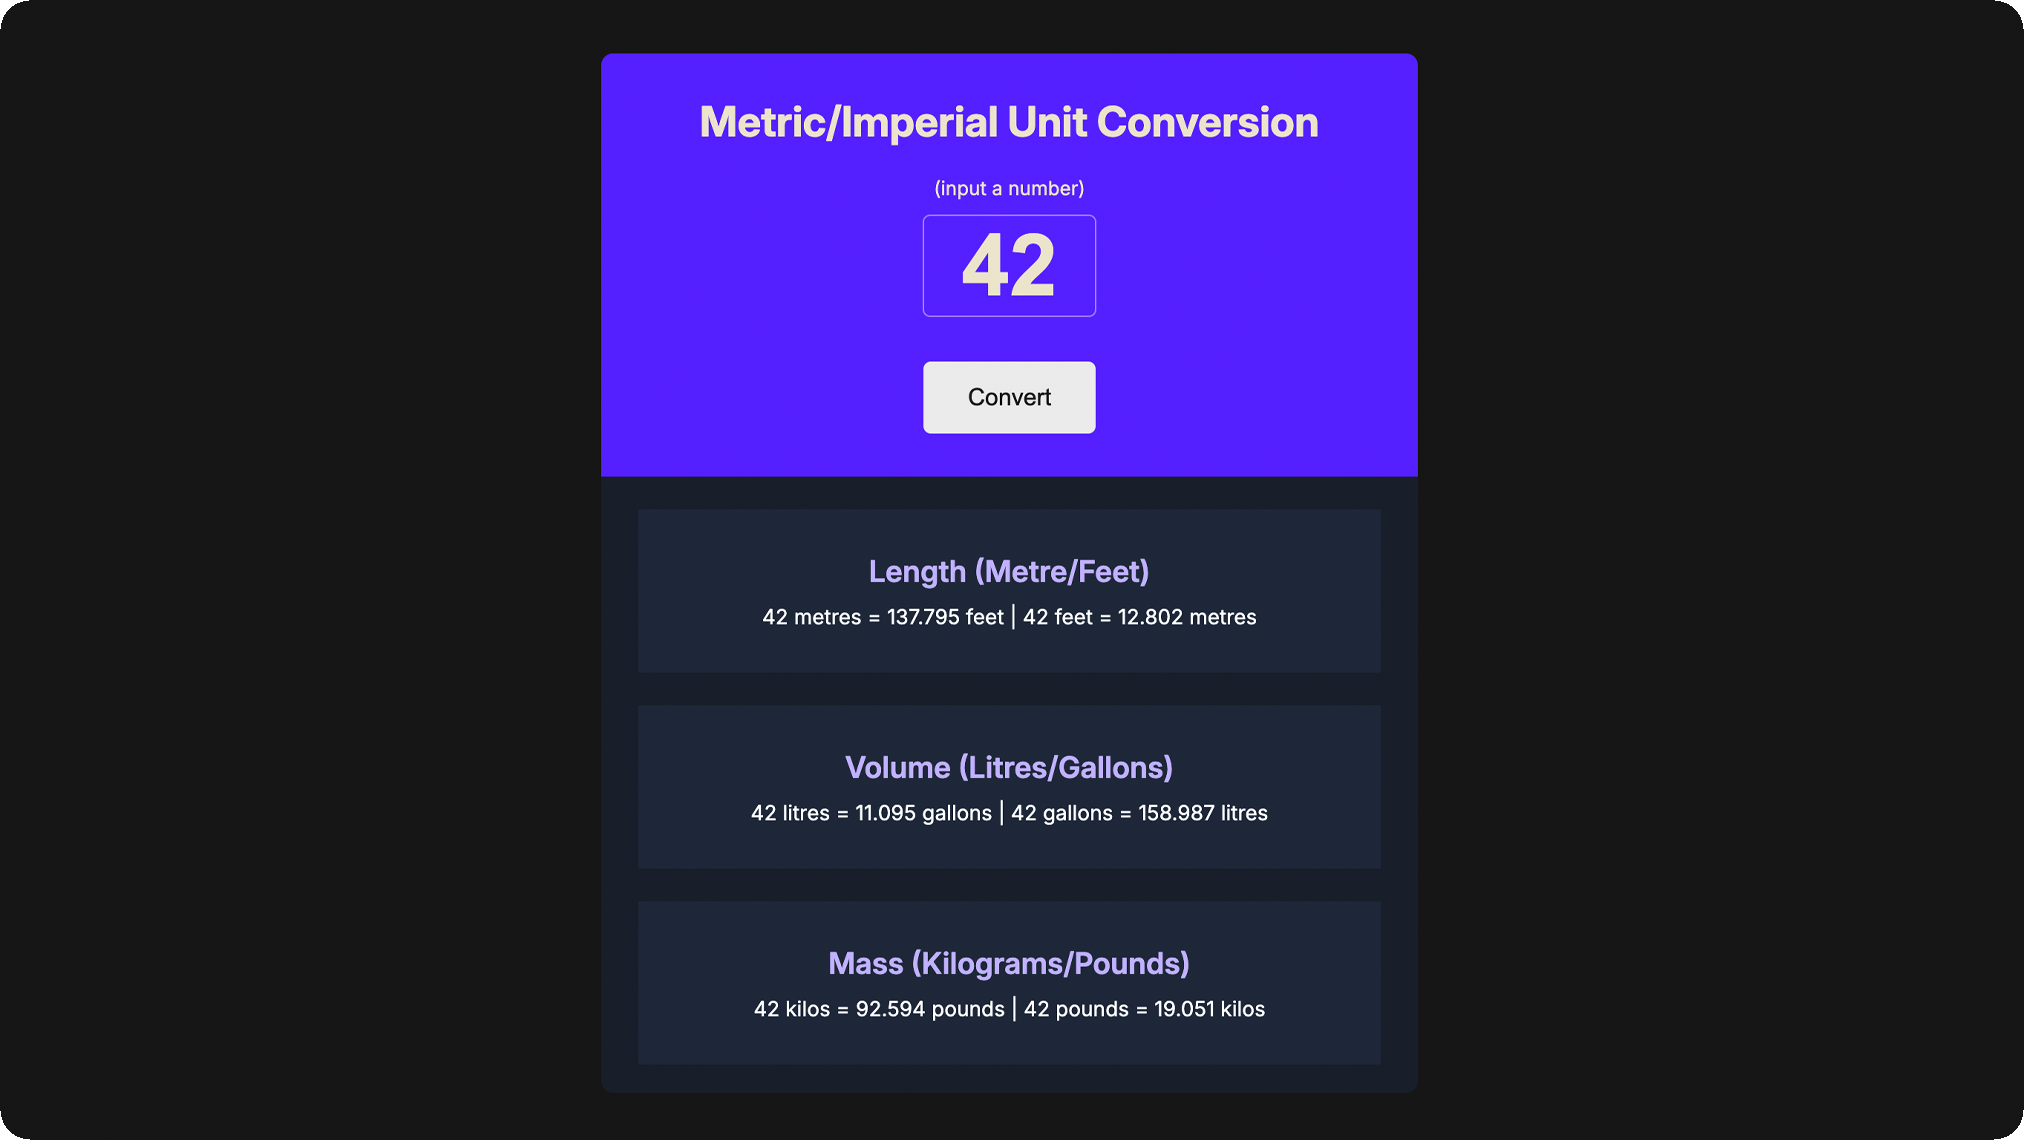 Metric/Imperial Unit Conversion
(input a number)
42
Convert
Length (Metre/Feet)
42 metres = 137.795 feet | 42 feet = 12.802 metres
Volume (Litres/Gallons)
42 litres = 11.095 gallons | 42 gallons = 158.987 litres
Mass (Kilograms/Pounds)
42 kilos = 92.594 pounds | 42 pounds = 19.051 kilos